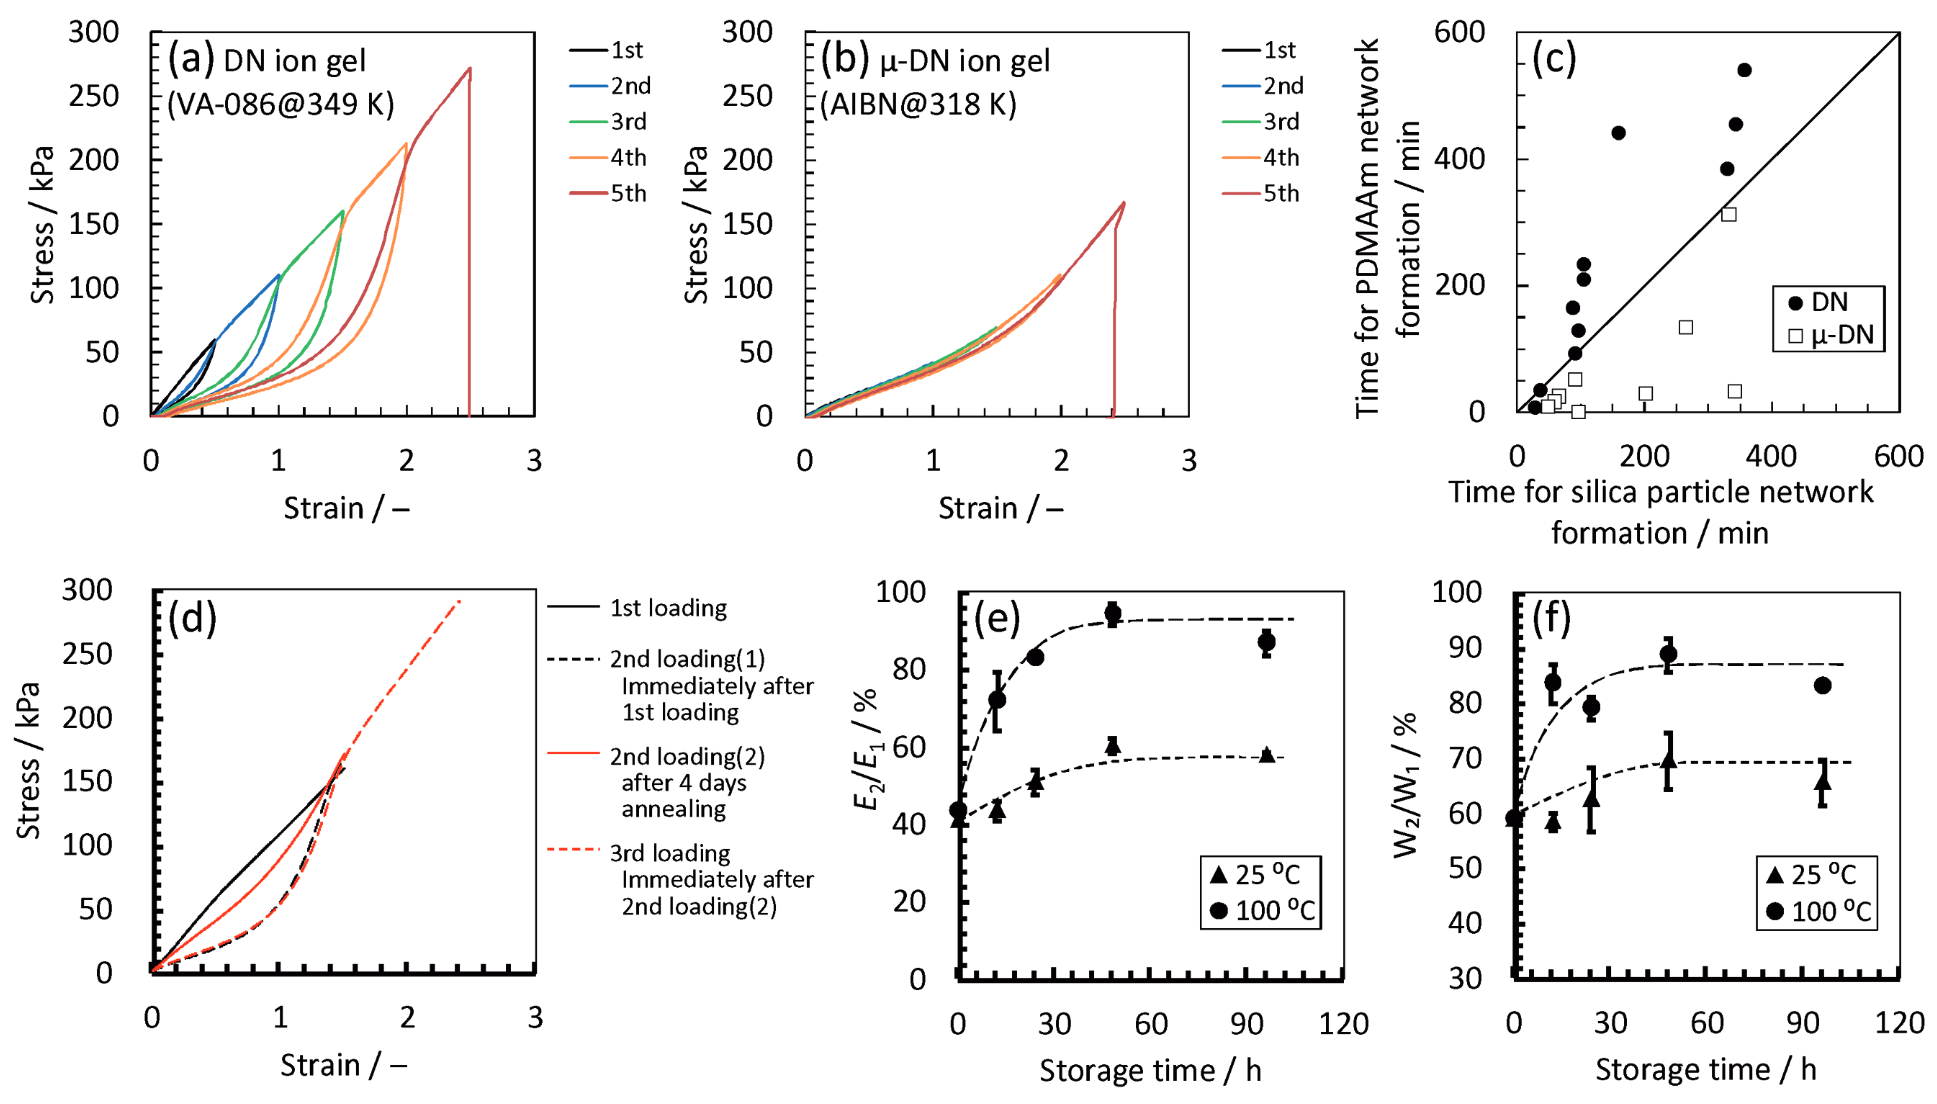 (a) DN ion gel
(VA-086@349 K)
300
250
200
150
100
50
0
0 1 2 3
Stress / kPa
Strain / –
1st
2nd
3rd
4th
5th
(b) μ-DN ion gel
(AIBN@318 K)
300
250
200
150
100
50
0
0 1 2 3
Stress / kPa
Strain / –
1st
2nd
3rd
4th
5th
(c)
600
400
200
0
0 200 400 600
Time for PDMAAm network
formation / min
Time for silica particle network
formation / min
DN
μ-DN
(d)
300
250
200
150
100
50
0
0 1 2 3
Stress / kPa
Strain / –
1st loading
2nd loading(1)
Immediately after
1st loading
2nd loading(2)
after 4 days
annealing
3rd loading
Immediately after
2nd loading(2)
(e)
100
80
60
40
20
0
0 30 60 90 120
E₂/E₁ / %
Storage time / h
25 ⁰C
100 ⁰C
(f)
100
90
80
70
60
50
40
30
0 30 60 90 120
W₂/W₁ / %
Storage time / h
25 ⁰C
100 ⁰C